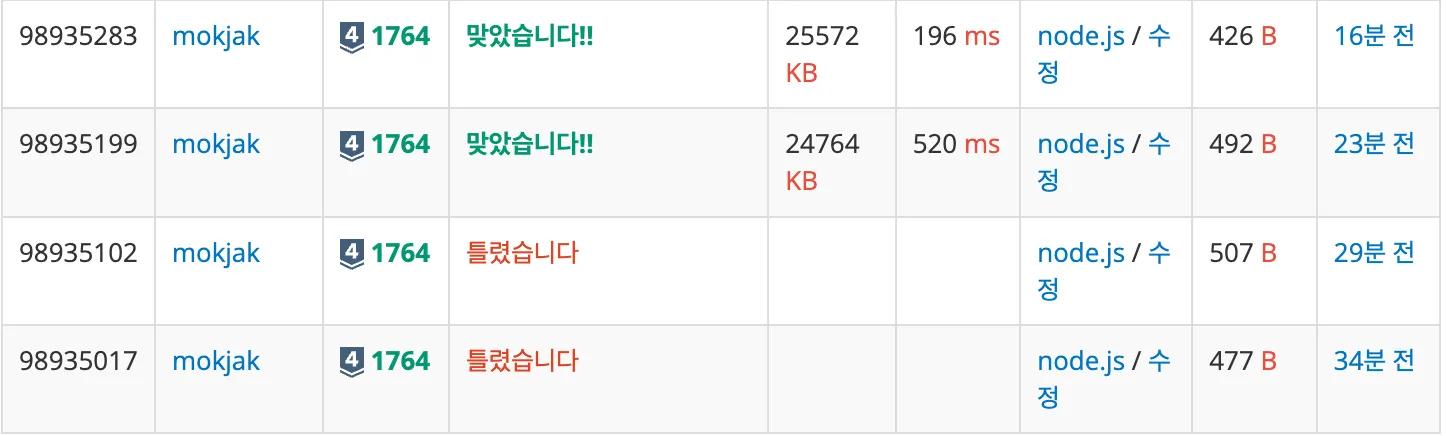 98935283 mokjak 4 1764 맞았습니다!! 25572 196 ms node.js / 수 426 B 16분 전
KB 정
98935199 mokjak 4 1764 맞았습니다!! 24764 520 ms node.js / 수 492 B 23분 전
KB 정
98935102 mokjak 4 1764 틀렸습니다 node.js / 수 507 B 29분 전
정
98935017 mokjak 4 1764 틀렸습니다 node.js / 수 477 B 34분 전
정